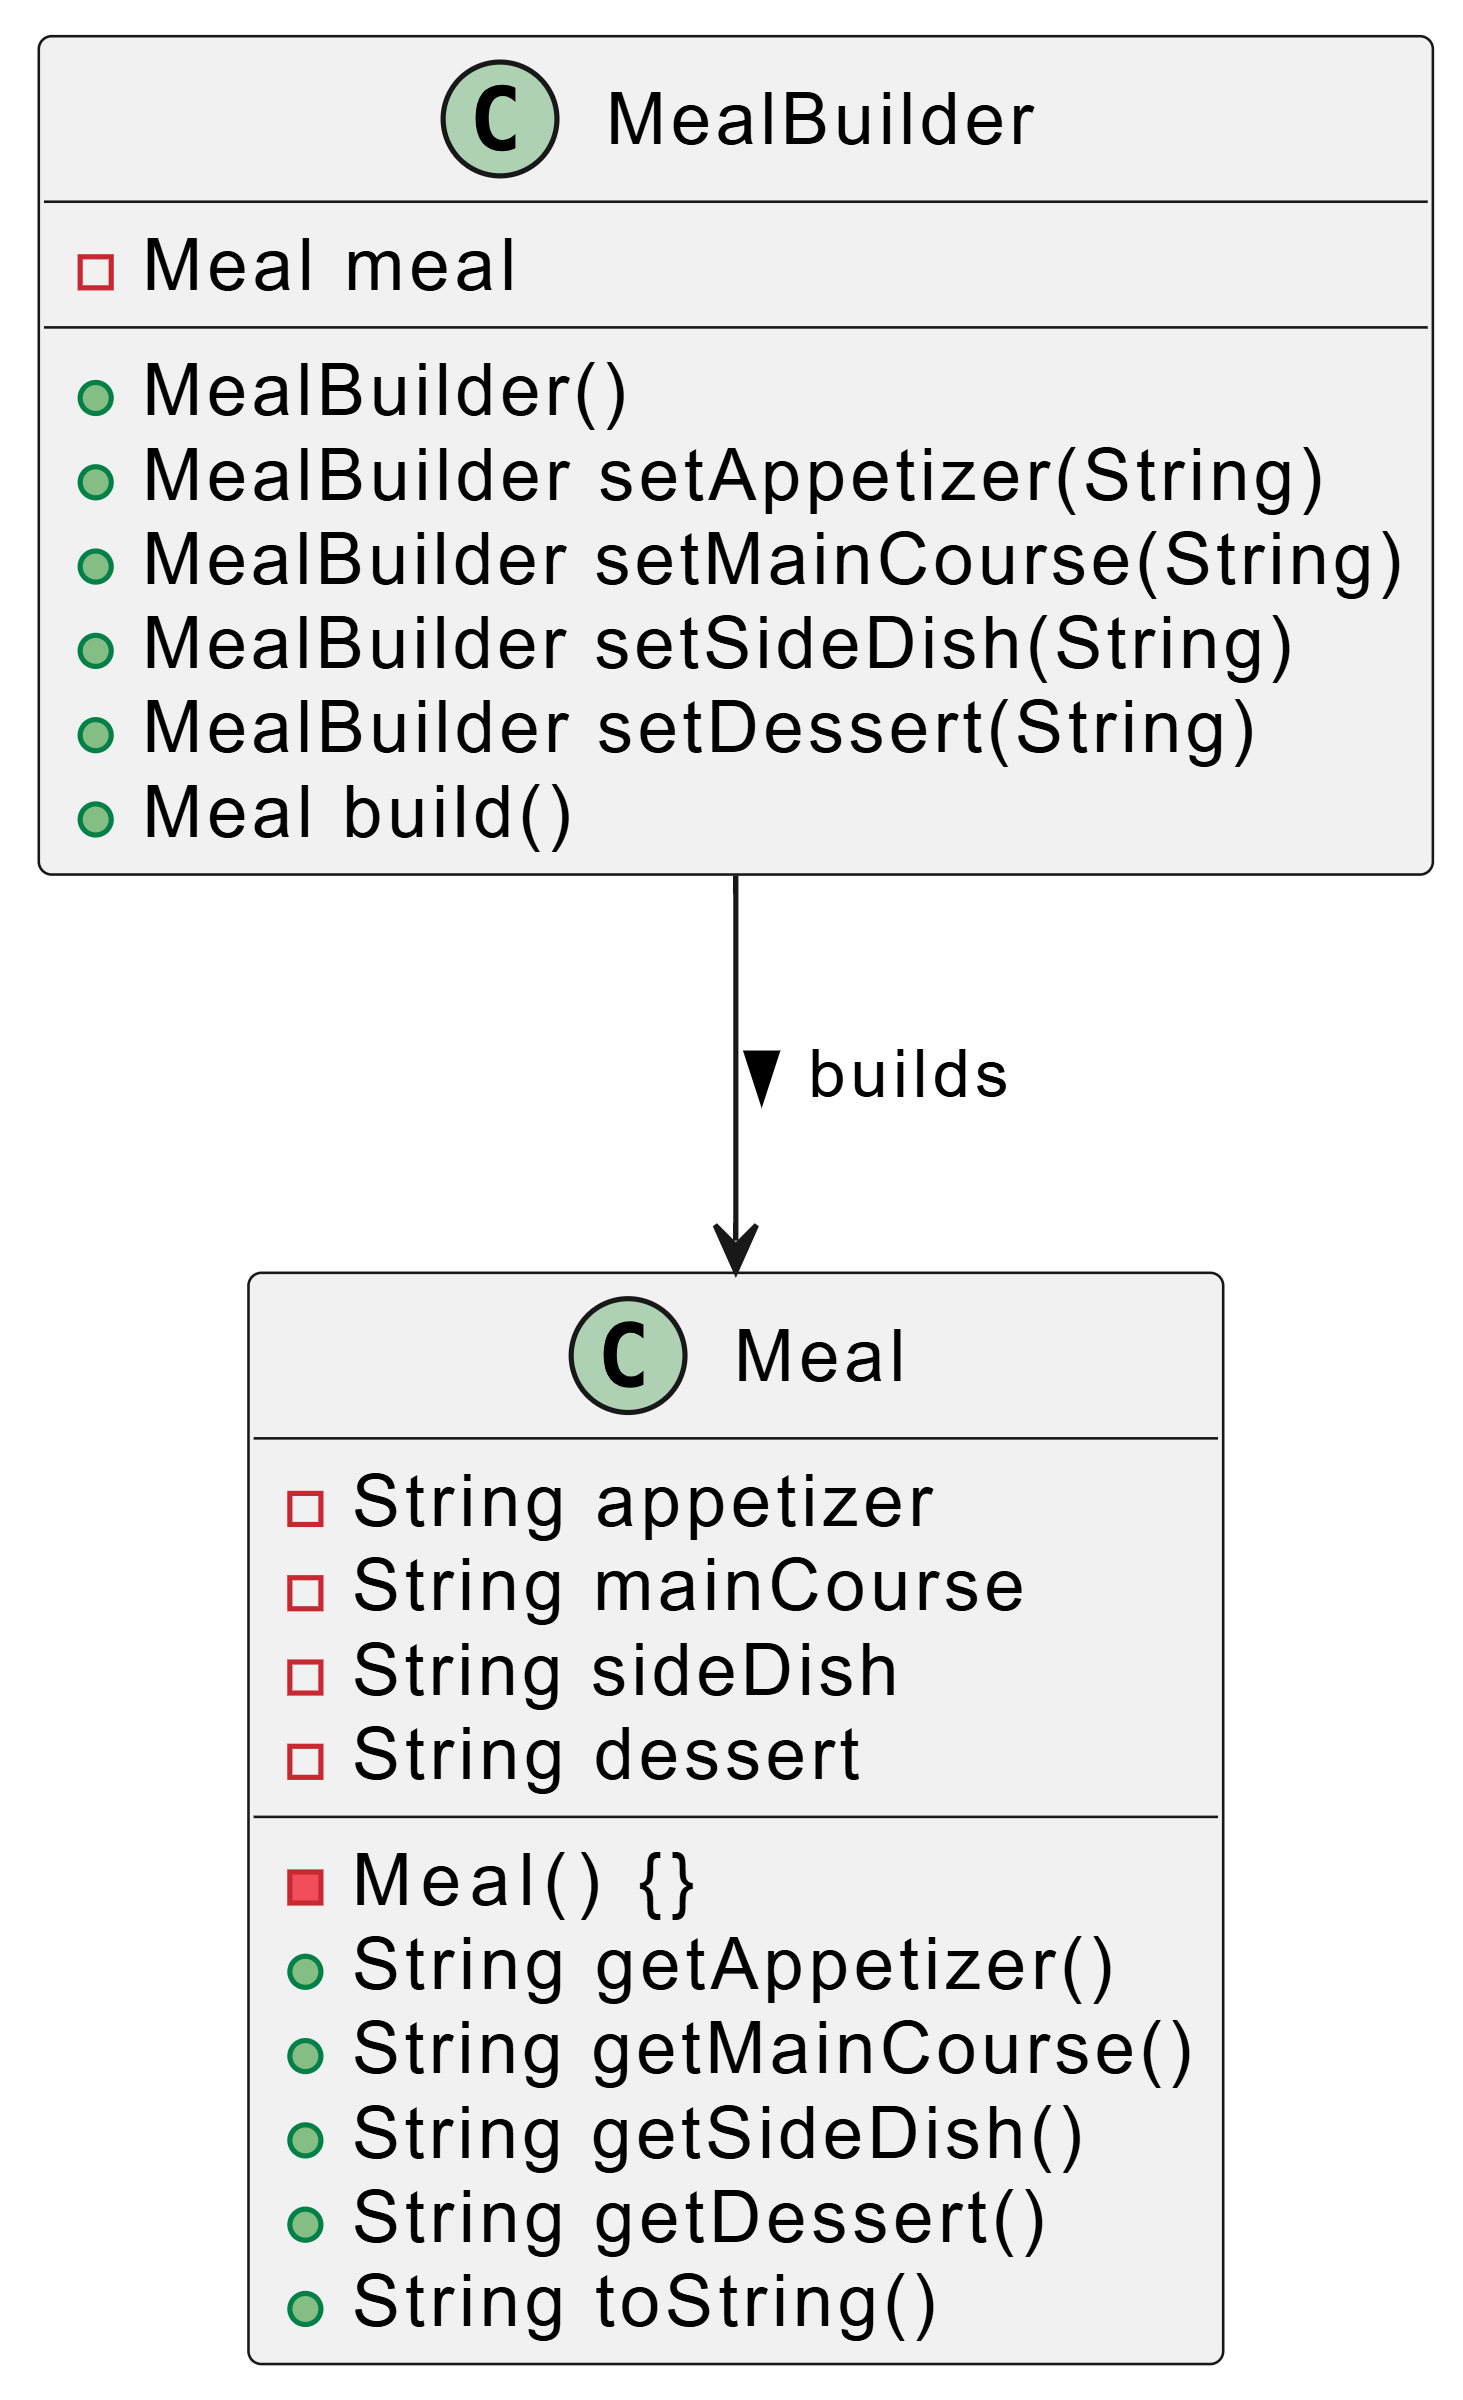 C MealBuilder
Meal meal
MealBuilder()
MealBuilder setAppetizer(String)
MealBuilder setMainCourse(String)
MealBuilder setSideDish(String)
MealBuilder setDessert(String)
Meal build()
builds
C Meal
String appetizer
String mainCourse
String sideDish
String dessert
Meal() {}
String getAppetizer()
String getMainCourse()
String getSideDish()
String getDessert()
String toString()